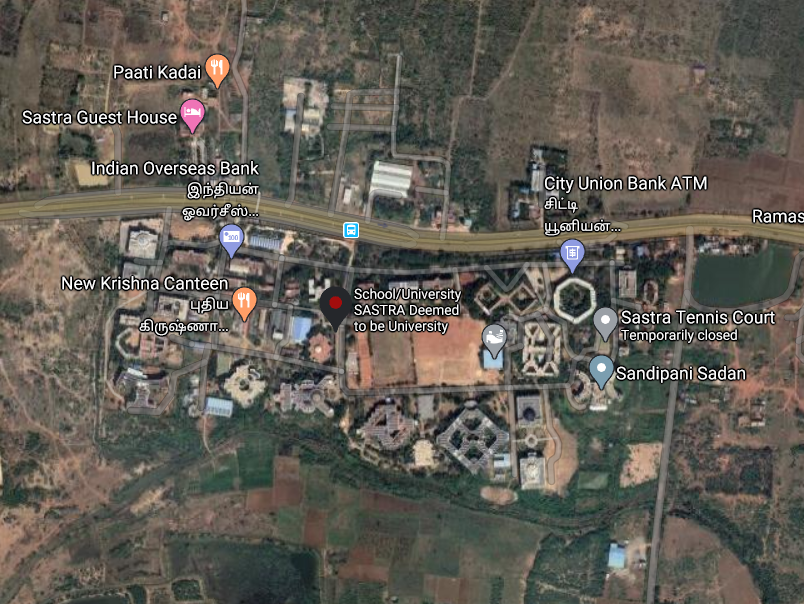 Paati Kadai
Sastra Guest House
Indian Overseas Bank
இந்தியன்
ஓவர்சீஸ்...
City Union Bank ATM
சிட்டி
யூனியன்...
Ramas
New Krishna Canteen
புதிய
கிருஷ்ணா...
School/University
SASTRA Deemed
to be University
Sastra Tennis Court
Temporarily closed
Sandipani Sadan